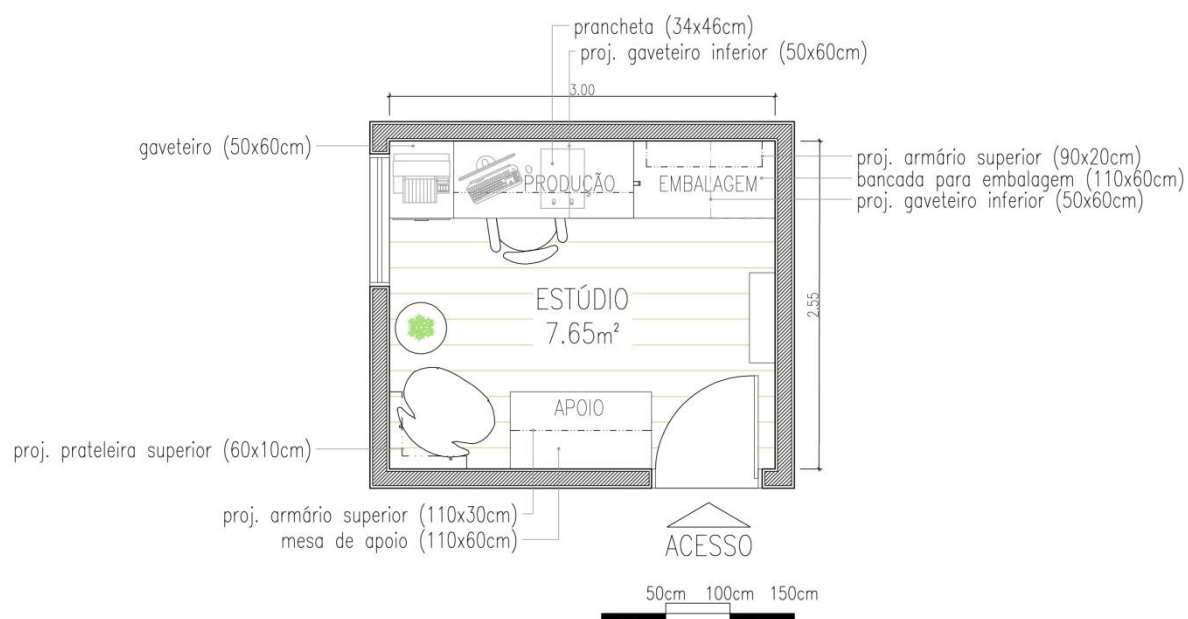 prancheta (34x46cm)
proj. gaveteiro inferior (50x60cm)
3.00
gaveteiro (50x60cm)
proj. armário superior (90x20cm)
bancada para embalagem (110x60cm)
proj. gaveteiro inferior (50x60cm)
PRODUÇÃO
EMBALAGEM
ESTÚDIO
7.65m²
2.55
APOIO
proj. prateleira superior (60x10cm)
proj. armário superior (110x30cm)
mesa de apoio (110x60cm)
ACESSO
50cm 100cm 150cm